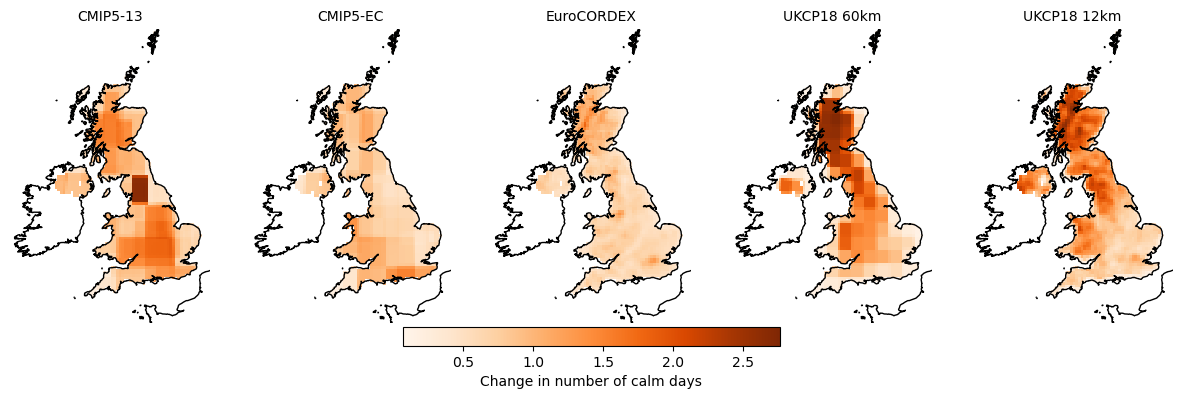 CMIP5-13 CMIP5-EC EuroCORDEX UKCP18 60km UKCP18 12km
0.5 1.0 1.5 2.0 2.5
Change in number of calm days